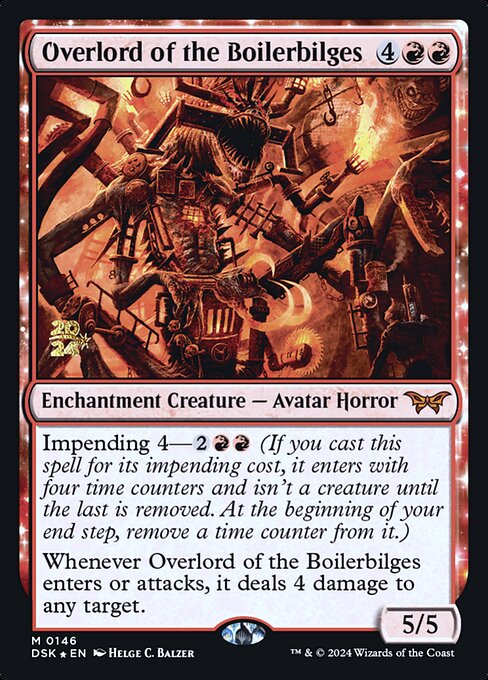 Overlord of the Boilerbilges 4
Enchantment Creature — Avatar Horror
Impending 4—2 (If you cast this
spell for its impending cost, it enters with
four time counters and isn't a creature until
the last is removed. At the beginning of your
end step, remove a time counter from it.)
Whenever Overlord of the Boilerbilges
enters or attacks, it deals 4 damage to
any target.
5/5
M 0146
DSK ★ EN HELGE C. BALZER
™ & © 2024 Wizards of the Coast
2024